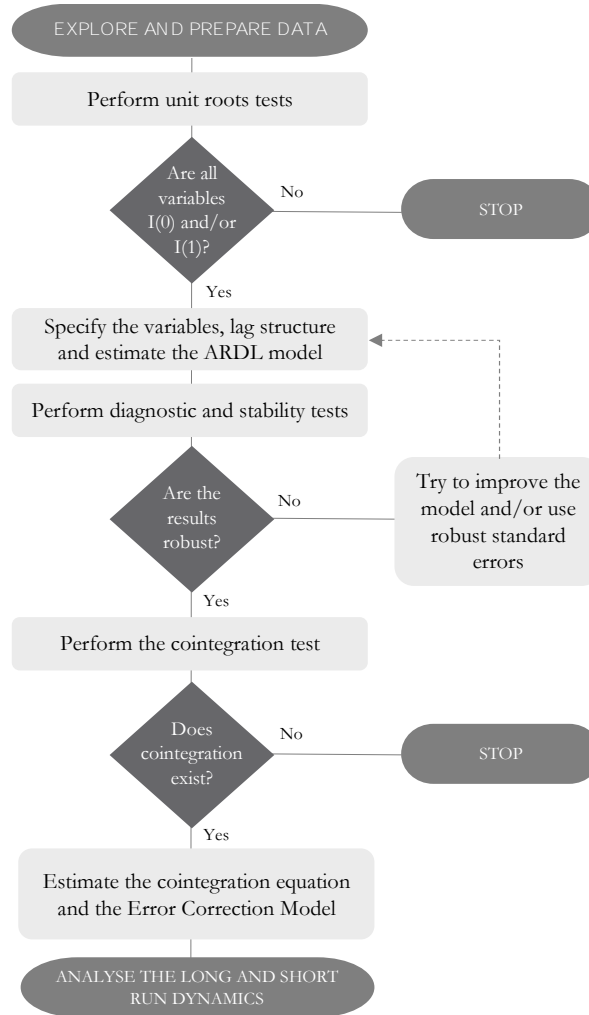 EXPLORE AND PREPARE DATA
Perform unit roots tests
Are all
variables
I(0) and/or
I(1)?
No
STOP
Yes
Specify the variables, lag structure
and estimate the ARDL model
Perform diagnostic and stability tests
Are the
results
robust?
No
Try to improve the
model and/or use
robust standard
errors
Yes
Perform the cointegration test
Does
cointegration
exist?
No
STOP
Yes
Estimate the cointegration equation
and the Error Correction Model
ANALYSE THE LONG AND SHORT
RUN DYNAMICS